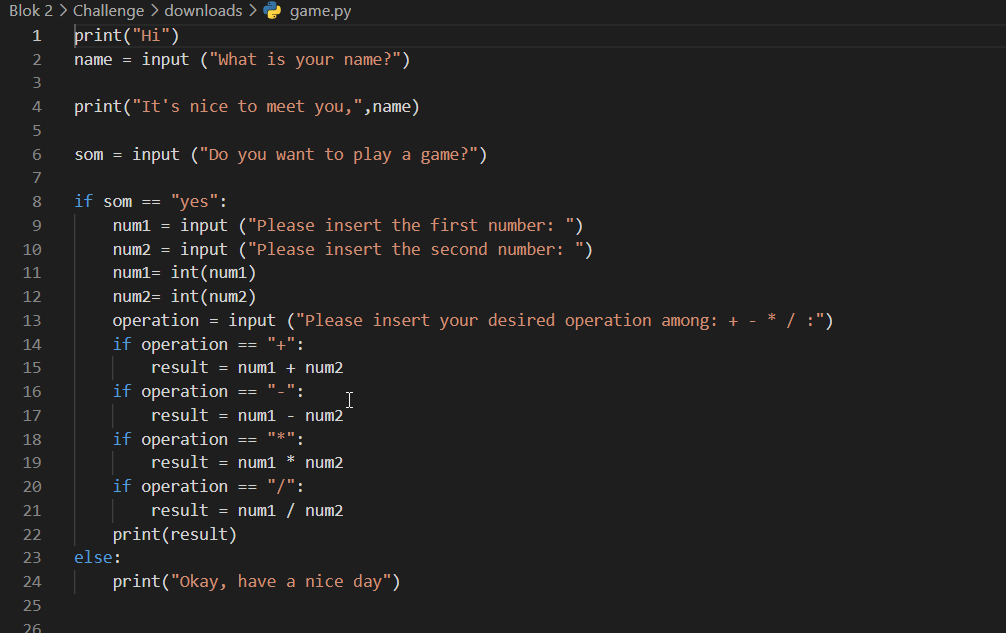 Blok 2 > Challenge > downloads > game.py
1 print("Hi")
2 name = input ("What is your name?")
3
4 print("It's nice to meet you,",name)
5
6 som = input ("Do you want to play a game?")
7
8 if som == "yes":
9     num1 = input ("Please insert the first number: ")
10     num2 = input ("Please insert the second number: ")
11     num1= int(num1)
12     num2= int(num2)
13     operation = input ("Please insert your desired operation among: + - * / :")
14     if operation == "+":
15         result = num1 + num2
16     if operation == "-":
17         result = num1 - num2
18     if operation == "*":
19         result = num1 * num2
20     if operation == "/":
21         result = num1 / num2
22     print(result)
23 else:
24     print("Okay, have a nice day")
25
26